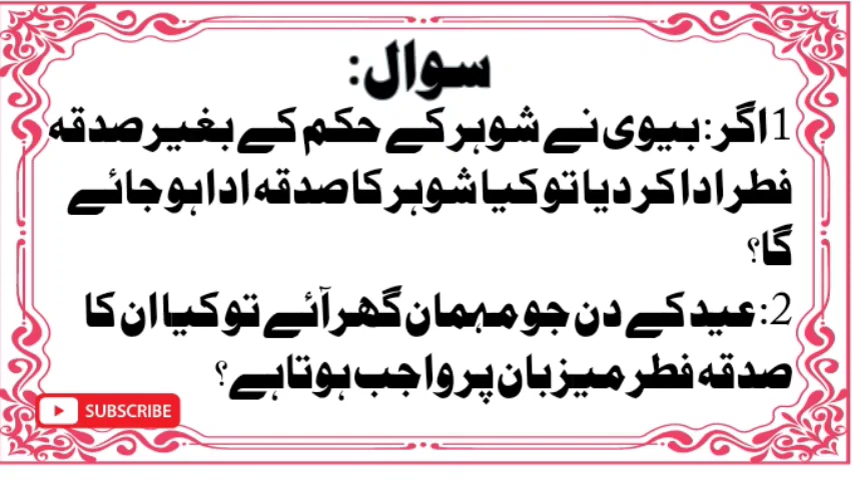 سوال:
1اگر: بیوی نے شوہر کے حکم کے بغیر صدقہ
فطر ادا کر دیا تو کیا شوہر کا صدقہ ادا ہو جائے
گا؟
2: عید کے دن جو مہمان گھر آئے تو کیا ان کا
صدقہ فطر میزبان پر واجب ہوتا ہے؟
SUBSCRIBE